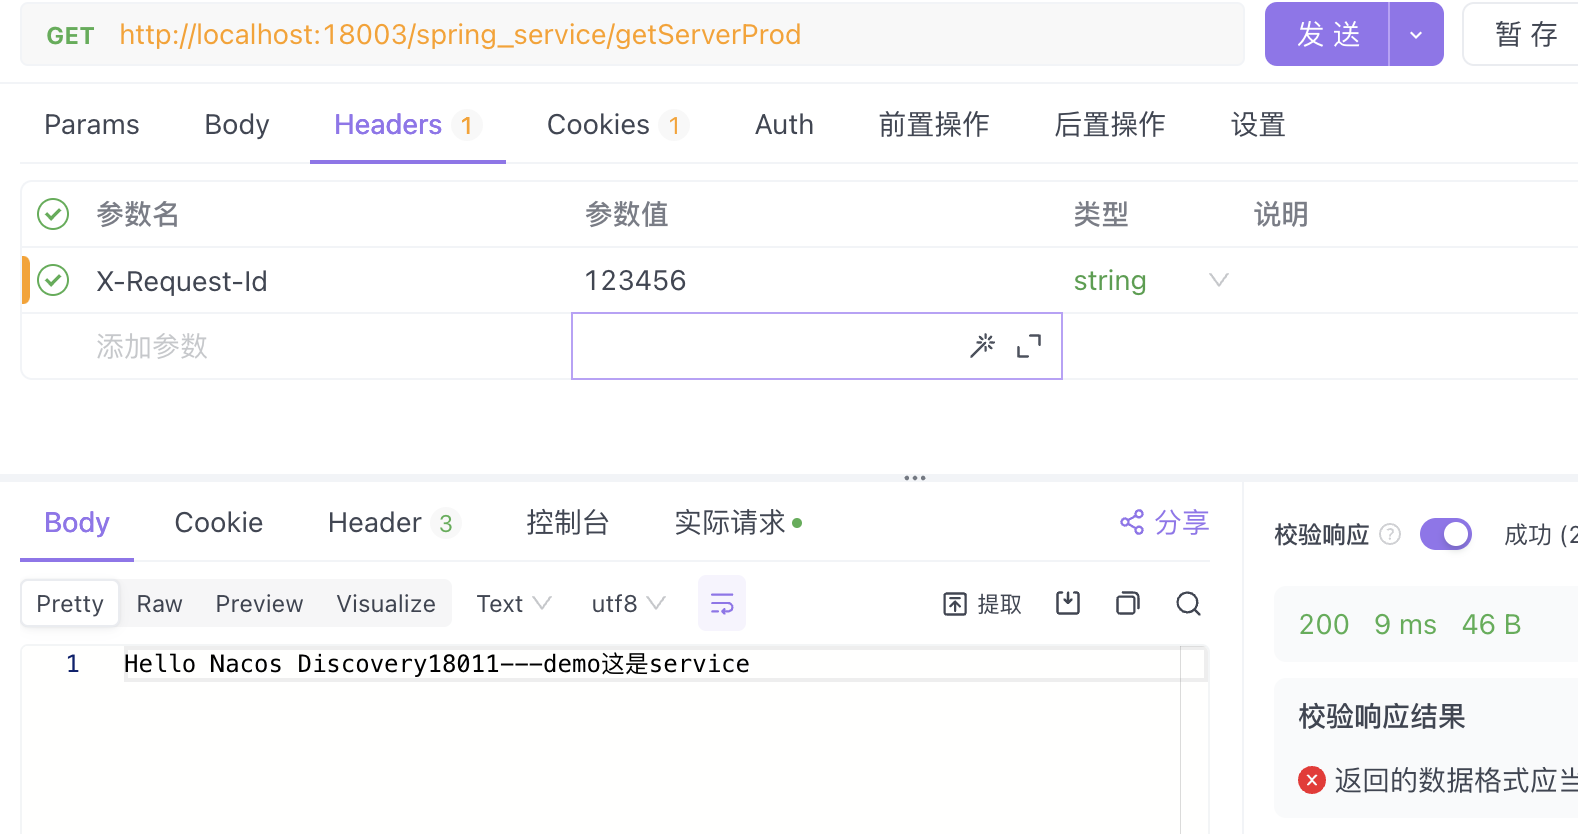 GET http://localhost:18003/spring_service/getServerProd 发送 暂存
Params Body Headers 1 Cookies 1 Auth 前置操作 后置操作 设置
参数名 参数值 类型 说明
X-Request-Id 123456 string
添加参数
Body Cookie Header 3 控制台 实际请求 分享
校验响应 ? 成功 (2
Pretty Raw Preview Visualize Text utf8 提取
200 9 ms 46 B
1 Hello Nacos Discovery18011---demo这是service
校验响应结果
返回的数据格式应当